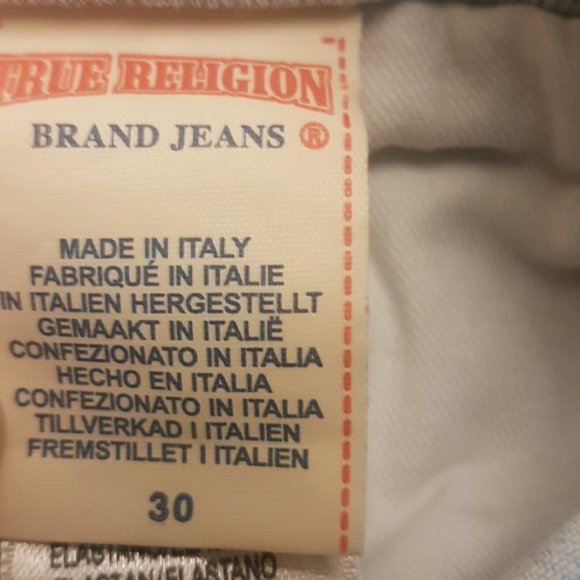 TRUE RELIGION
BRAND JEANS ®
MADE IN ITALY
FABRIQUÉ IN ITALIE
IN ITALIEN HERGESTELLT
GEMAAKT IN ITALIË
CONFEZIONATO IN ITALIA
HECHO EN ITALIA
CONFEZIONATO IN ITALIA
TILLVERKAD I ITALIEN
FREMSTILLET I ITALIEN
30